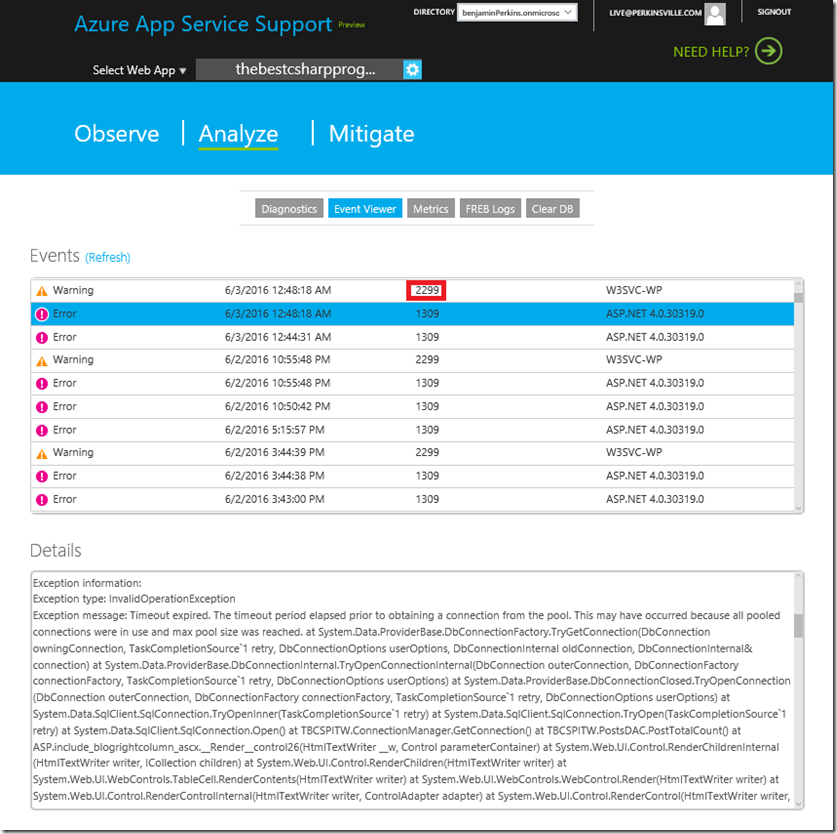 Azure App Service Support Preview
DIRECTORY benjaminPerkins.onmicrosc LIVE@PERKINSVILLE.COM SIGNOUT
NEED HELP?
Select Web App thebestcsharpprog...
Observe Analyze Mitigate
Diagnostics Event Viewer Metrics FREB Logs Clear DB
Events (Refresh)
Warning 6/3/2016 12:48:18 AM 2299 W3SVC-WP
Error 6/3/2016 12:48:18 AM 1309 ASP.NET 4.0.30319.0
Error 6/3/2016 12:44:31 AM 1309 ASP.NET 4.0.30319.0
Warning 6/2/2016 10:55:48 PM 2299 W3SVC-WP
Error 6/2/2016 10:55:48 PM 1309 ASP.NET 4.0.30319.0
Error 6/2/2016 10:50:42 PM 1309 ASP.NET 4.0.30319.0
Error 6/2/2016 5:15:57 PM 1309 ASP.NET 4.0.30319.0
Warning 6/2/2016 3:44:39 PM 2299 W3SVC-WP
Error 6/2/2016 3:44:38 PM 1309 ASP.NET 4.0.30319.0
Error 6/2/2016 3:43:00 PM 1309 ASP.NET 4.0.30319.0
Details
Exception information:
Exception type: InvalidOperationException
Exception message: Timeout expired. The timeout period elapsed prior to obtaining a connection from the pool. This may have occurred because all pooled
connections were in use and max pool size was reached. at System.Data.ProviderBase.DbConnectionFactory.TryGetConnection(DbConnection
owningConnection, TaskCompletionSource`1 retry, DbConnectionOptions userOptions, DbConnectionInternal oldConnection, DbConnectionInternal&
connection) at System.Data.ProviderBase.DbConnectionInternal.TryOpenConnectionInternal(DbConnection outerConnection, DbConnectionFactory
connectionFactory, TaskCompletionSource`1 retry, DbConnectionOptions userOptions) at System.Data.ProviderBase.DbConnectionClosed.TryOpenConnection
(DbConnection outerConnection, DbConnectionFactory connectionFactory, TaskCompletionSource`1 retry, DbConnectionOptions userOptions) at
System.Data.SqlClient.SqlConnection.TryOpenInner(TaskCompletionSource`1 retry) at System.Data.SqlClient.SqlConnection.TryOpen(TaskCompletionSource`1
retry) at System.Data.SqlClient.SqlConnection.Open() at TBCSPITW.ConnectionManager.GetConnection() at TBCSPITW.PostsDAC.PostTotalCount() at
ASP.include_blogrightcolumn_ascx.__Render__control26(HtmlTextWriter __w, Control parameterContainer) at System.Web.UI.Control.RenderChildrenInternal
(HtmlTextWriter writer, ICollection children) at System.Web.UI.Control.RenderChildren(HtmlTextWriter writer) at
System.Web.UI.WebControls.TableCell.RenderContents(HtmlTextWriter writer) at System.Web.UI.WebControls.WebControl.Render(HtmlTextWriter writer) at
System.Web.UI.Control.RenderControlInternal(HtmlTextWriter writer, ControlAdapter adapter) at System.Web.UI.Control.RenderControl(HtmlTextWriter writer,